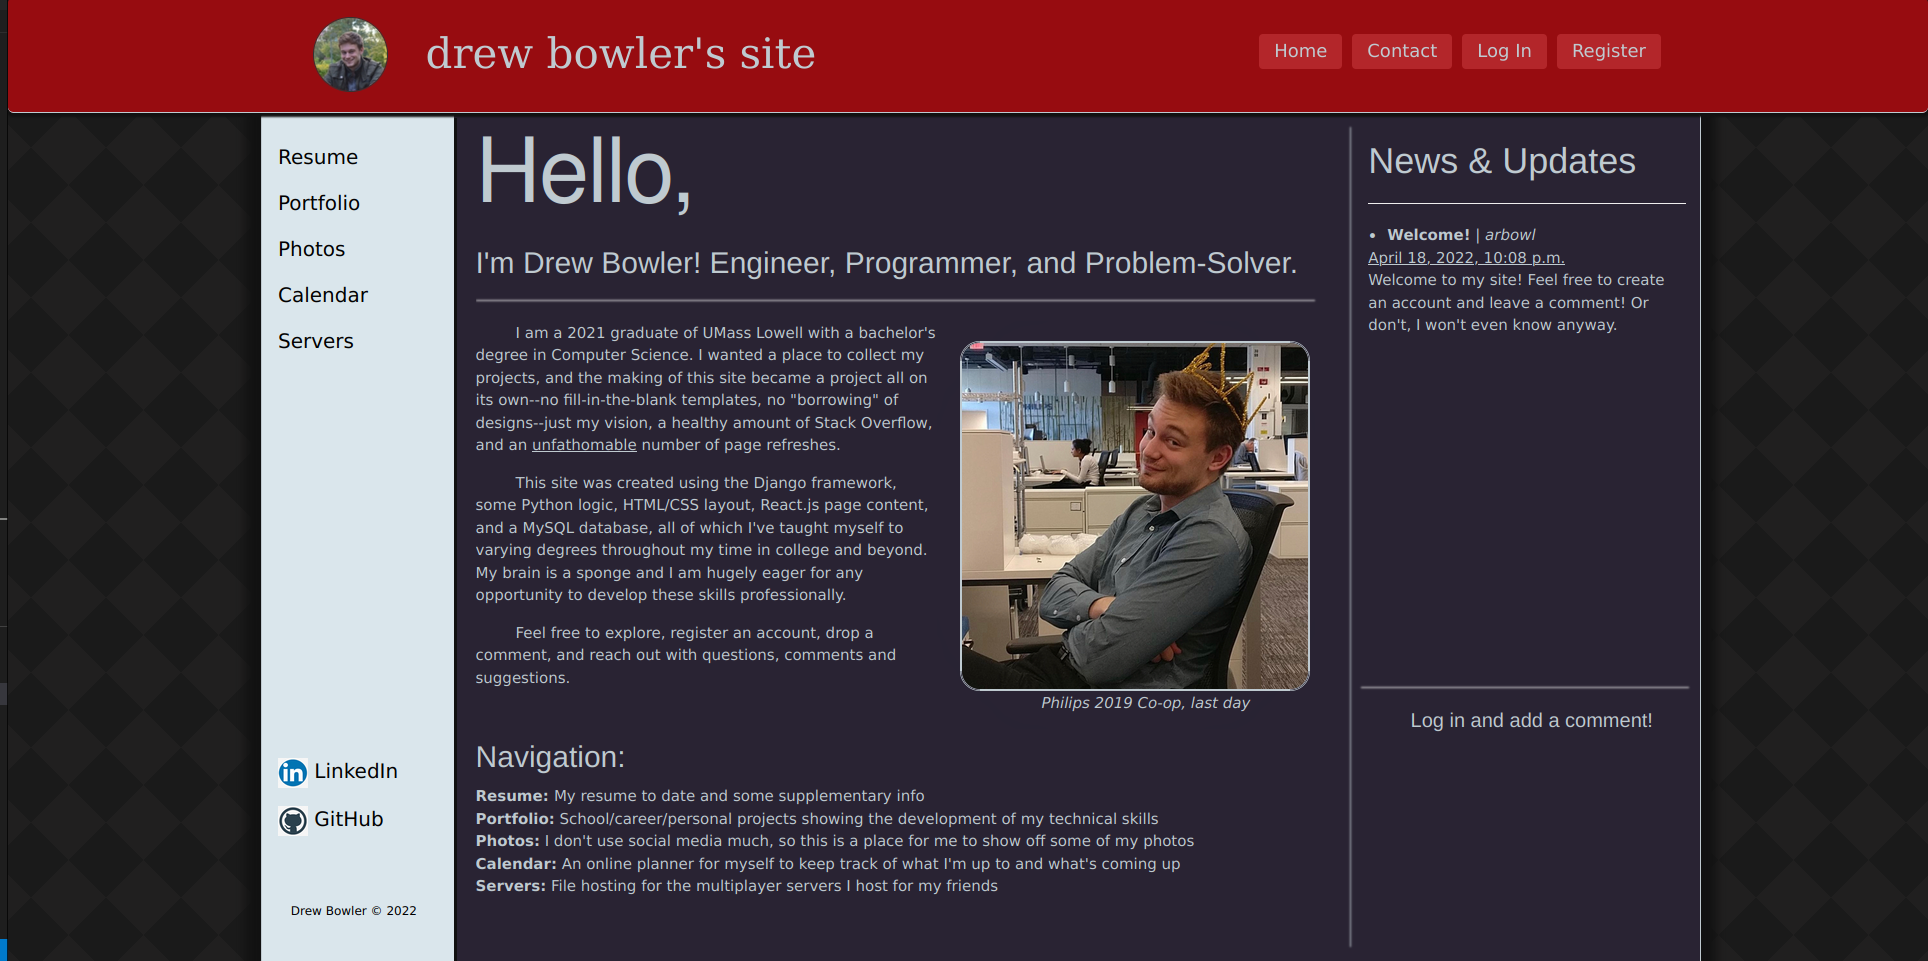 drew bowler's site
Home
Contact
Log In
Register
Resume
Portfolio
Photos
Calendar
Servers
LinkedIn
GitHub
Drew Bowler © 2022
Hello,
I'm Drew Bowler! Engineer, Programmer, and Problem-Solver.
I am a 2021 graduate of UMass Lowell with a bachelor's
degree in Computer Science. I wanted a place to collect my
projects, and the making of this site became a project all on
its own--no fill-in-the-blank templates, no "borrowing" of
designs--just my vision, a healthy amount of Stack Overflow,
and an unfathomable number of page refreshes.
This site was created using the Django framework,
some Python logic, HTML/CSS layout, React.js page content,
and a MySQL database, all of which I've taught myself to
varying degrees throughout my time in college and beyond.
My brain is a sponge and I am hugely eager for any
opportunity to develop these skills professionally.
Feel free to explore, register an account, drop a
comment, and reach out with questions, comments and
suggestions.
Philips 2019 Co-op, last day
Navigation:
Resume: My resume to date and some supplementary info
Portfolio: School/career/personal projects showing the development of my technical skills
Photos: I don't use social media much, so this is a place for me to show off some of my photos
Calendar: An online planner for myself to keep track of what I'm up to and what's coming up
Servers: File hosting for the multiplayer servers I host for my friends
News & Updates
• Welcome! | arbowl
April 18, 2022, 10:08 p.m.
Welcome to my site! Feel free to create
an account and leave a comment! Or
don't, I won't even know anyway.
Log in and add a comment!